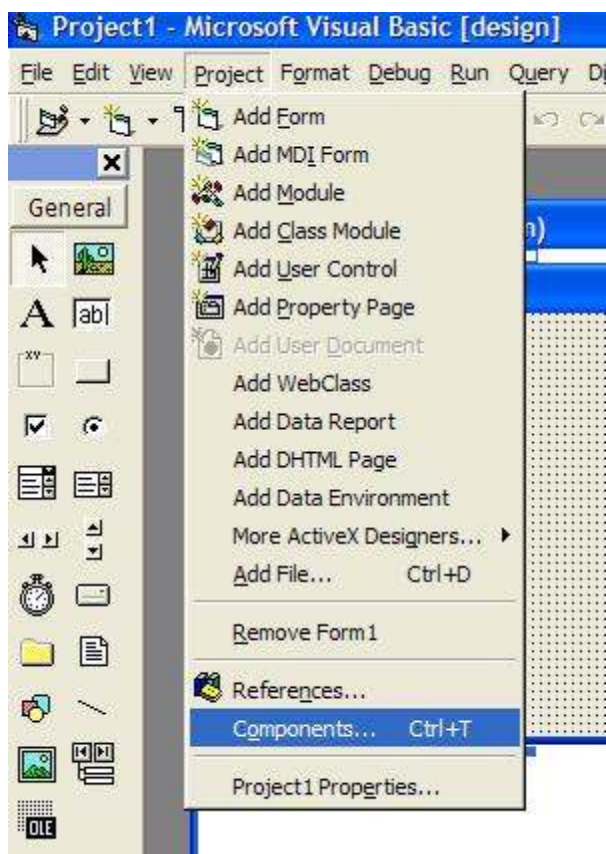 Project1 - Microsoft Visual Basic [design]
File Edit View Project Format Debug Run Query
General
A
ab
xv
OLE
Add Form
Add MDI Form
Add Module
Add Class Module
Add User Control
Add Property Page
Add User Document
Add WebClass
Add Data Report
Add DHTML Page
Add Data Environment
More ActiveX Designers...
Add File... Ctrl+D
Remove Form1
References...
Components... Ctrl+T
Project1 Properties...